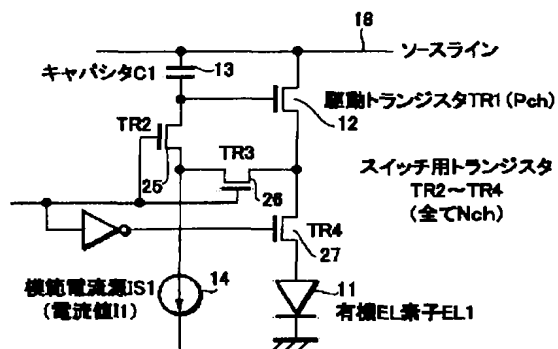 18
ソースライン
キャパシタC1
13
駆動トランジスタTR1(Pch)
12
TR2
25
TR3
26
スイッチ用トランジスタ
TR2～TR4
(全てNch)
TR4
27
模範電流源IS1
(電流値I1)
14
11
有機EL素子EL1